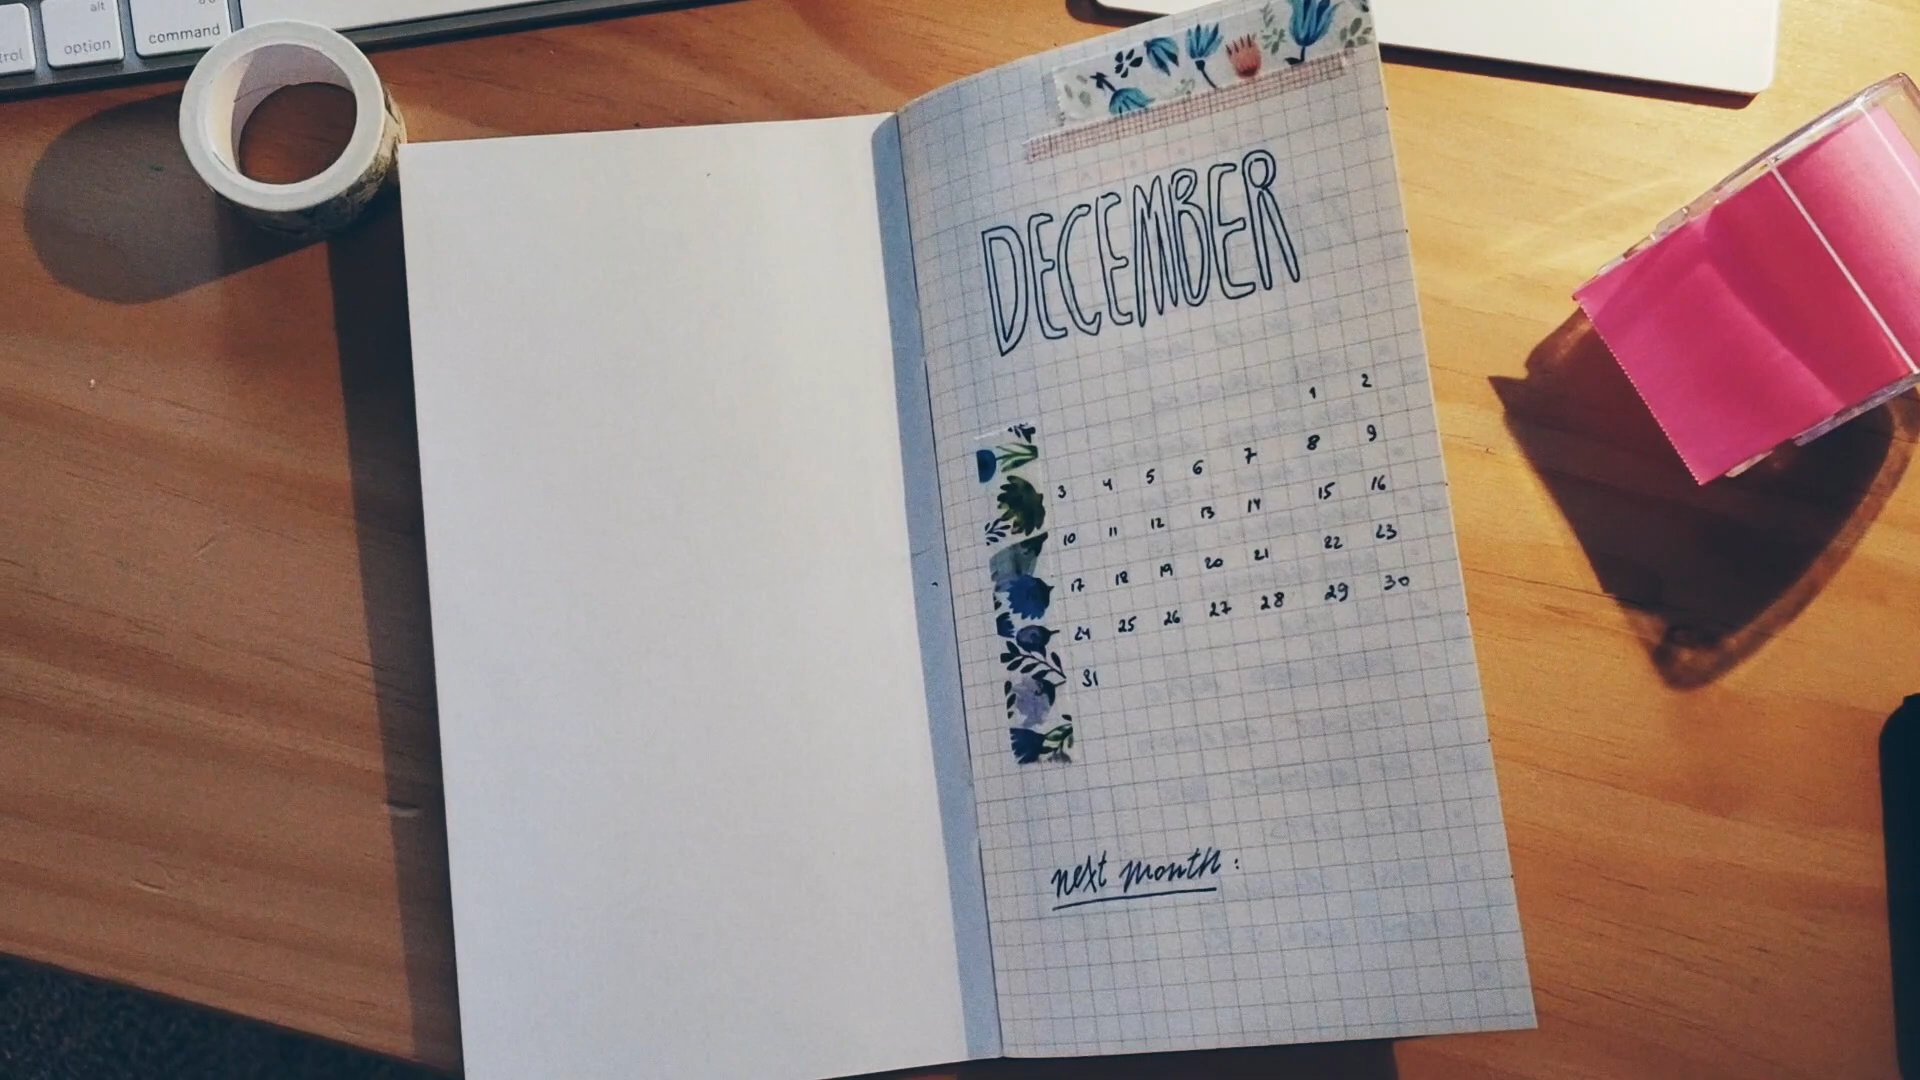 alt
option
command
DECEMBER
1 2
3 4 5 6 7 8 9
10 11 12 13 14 15 16
17 18 19 20 21 22 23
24 25 26 27 28 29 30
31
next month: